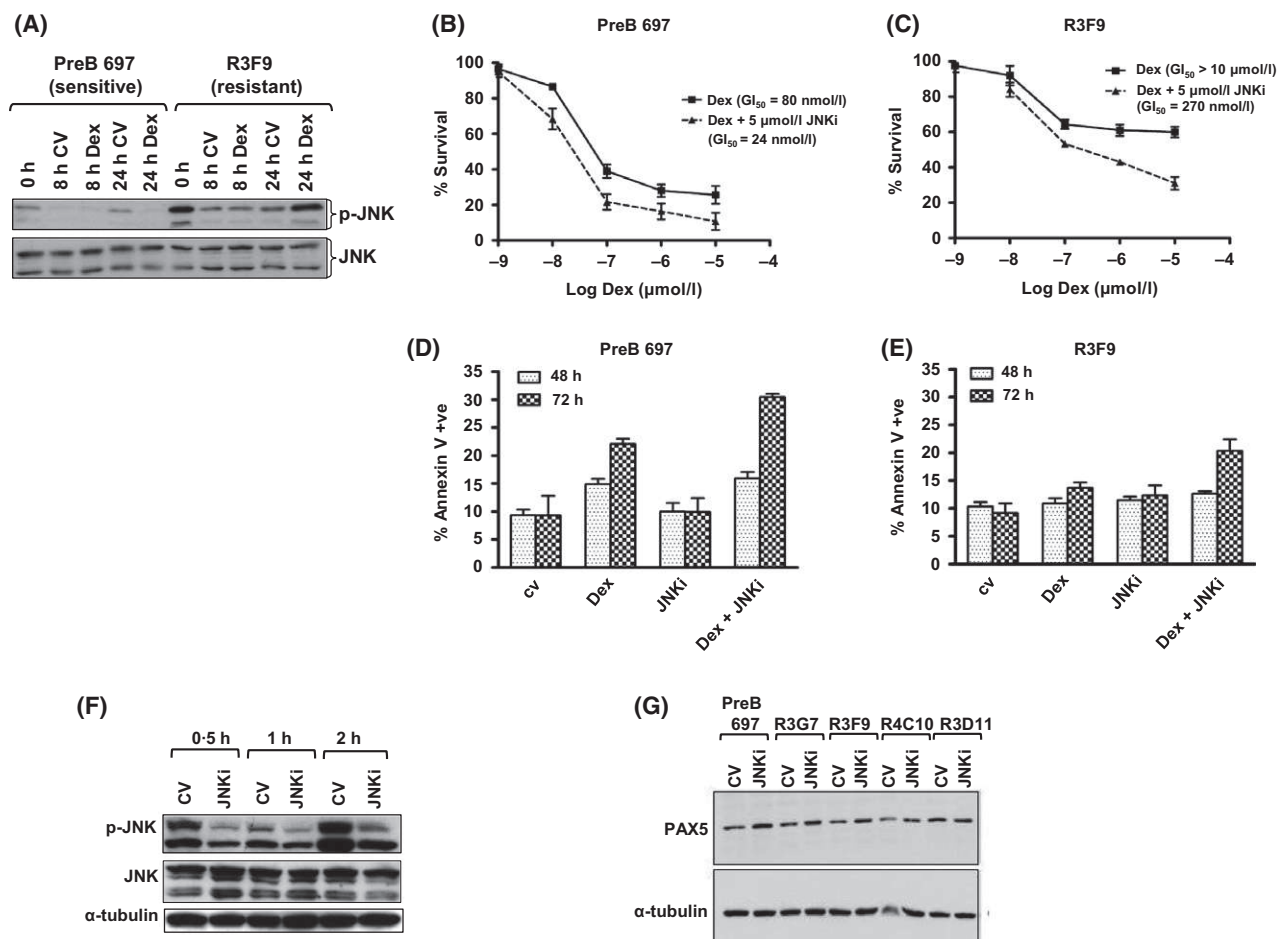 (A)
PreB 697
(sensitive)
R3F9
(resistant)
0 h
8 h CV
8 h Dex
24 h CV
24 h Dex
0 h
8 h CV
8 h Dex
24 h CV
24 h Dex
p-JNK
JNK
(B)
PreB 697
% Survival
100
80
60
40
20
0
–9
–8
–7
–6
–5
–4
Log Dex (µmol/l)
Dex (GI50 = 80 nmol/l)
Dex + 5 µmol/l JNKi
(GI50 = 24 nmol/l)
(C)
R3F9
% Survival
100
80
60
40
20
0
–9
–8
–7
–6
–5
–4
Log Dex (µmol/l)
Dex (GI50 > 10 µmol/l)
Dex + 5 µmol/l JNKi
(GI50 = 270 nmol/l)
(D)
PreB 697
% Annexin V +ve
35
30
25
20
15
10
5
0
48 h
72 h
cv
Dex
JNKi
Dex + JNKi
(E)
R3F9
% Annexin V +ve
35
30
25
20
15
10
5
0
48 h
72 h
cv
Dex
JNKi
Dex + JNKi
(F)
0·5 h
1 h
2 h
CV
JNKi
CV
JNKi
CV
JNKi
p-JNK
JNK
α-tubulin
(G)
PreB
697
R3G7
R3F9
R4C10
R3D11
CV
JNKi
CV
JNKi
CV
JNKi
CV
JNKi
CV
JNKi
PAX5
α-tubulin